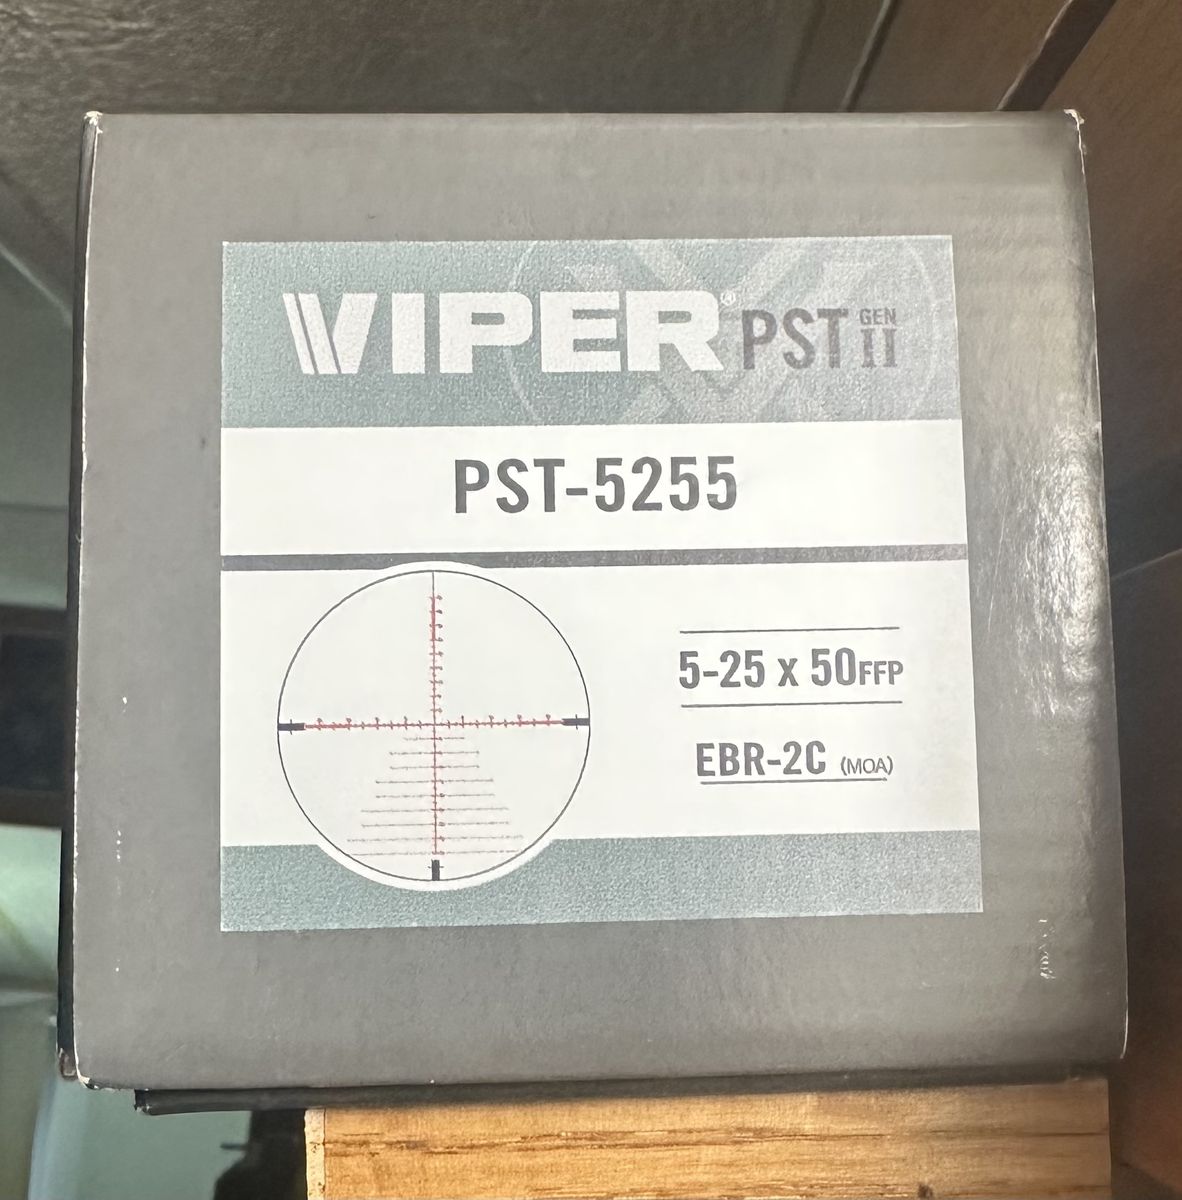 VIPER® PST GEN II
PST-5255
5-25 x 50FFP
EBR-2C (MOA)